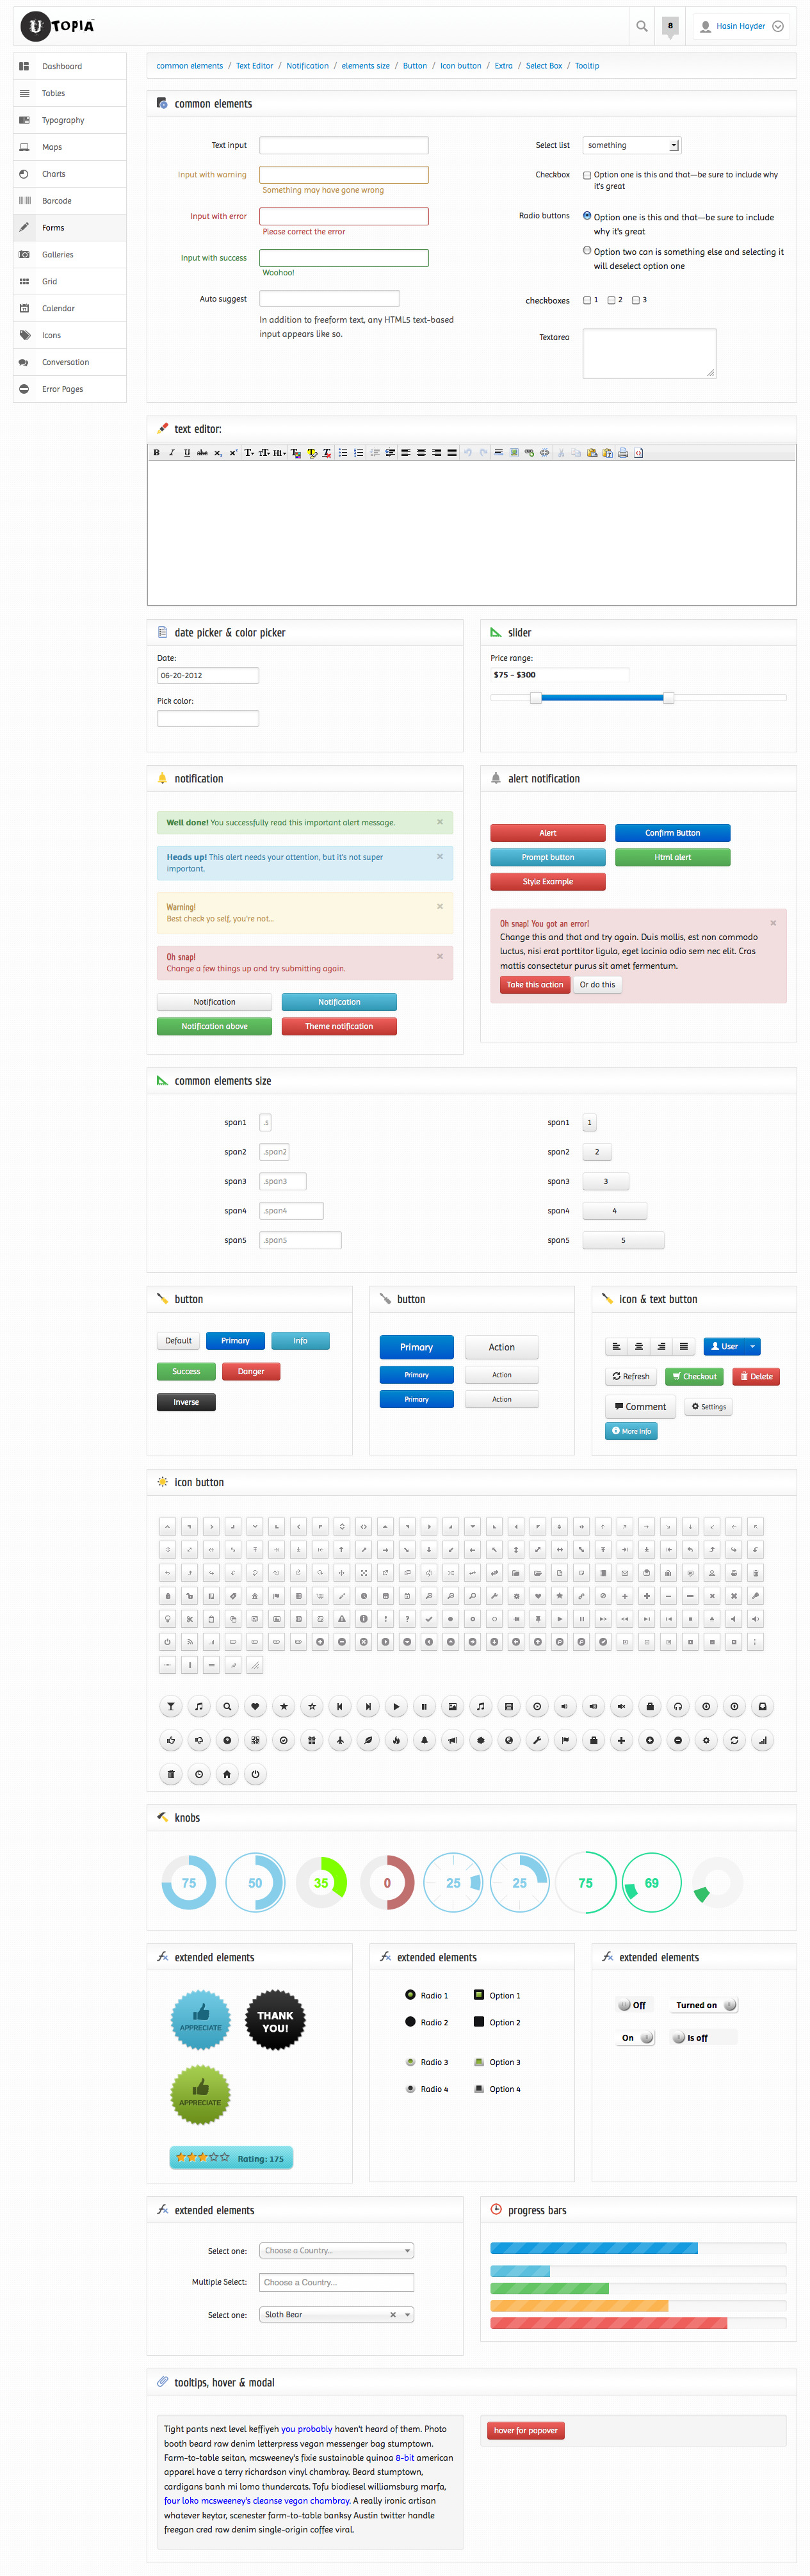 UTOPIA
8
Hasin Hayder
Dashboard
Tables
Typography
Maps
Charts
Barcode
Forms
Galleries
Grid
Calendar
Icons
Conversation
Error Pages
common elements / Text Editor / Notification / elements size / Button / Icon button / Extra / Select Box / Tooltip
common elements
Text input
Input with warning
Something may have gone wrong
Input with error
Please correct the error
Input with success
Woohoo!
Auto suggest
In addition to freeform text, any HTML5 text-based
input appears like so.
Select list
something
Checkbox
Option one is this and that—be sure to include why
it's great
Radio buttons
Option one is this and that—be sure to include
why it's great
Option two can is something else and selecting it
will deselect option one
checkboxes
1 2 3
Textarea
text editor:
B I U abc X₂ X² T TT H1 T
date picker & color picker
Date:
06-20-2012
Pick color:
slider
Price range:
$75 - $300
notification
Well done! You successfully read this important alert message. ×
Heads up! This alert needs your attention, but it's not super ×
important.
Warning! ×
Best check yo self, you're not...
Oh snap! ×
Change a few things up and try submitting again.
Notification Notification
Notification above Theme notification
alert notification
Alert Confirm Button
Prompt button Html alert
Style Example
Oh snap! You got an error! ×
Change this and that and try again. Duis mollis, est non commodo
luctus, nisi erat porttitor ligula, eget lacinia odio sem nec elit. Cras
mattis consectetur purus sit amet fermentum.
Take this action Or do this
common elements size
span1 .s
span2 .span2
span3 .span3
span4 .span4
span5 .span5
span1 1
span2 2
span3 3
span4 4
span5 5
button
Default Primary Info
Success Danger
Inverse
button
Primary Action
Primary Action
Primary Action
icon & text button
User
Refresh Checkout Delete
Comment Settings
More Info
icon button
knobs
75 50 35 0 25 25 75 69
extended elements
APPRECIATE
THANK
YOU!
APPRECIATE
Rating: 175
extended elements
Radio 1 Option 1
Radio 2 Option 2
Radio 3 Option 3
Radio 4 Option 4
extended elements
Off Turned on
On Is off
extended elements
Select one: Choose a Country...
Multiple Select: Choose a Country...
Select one: Sloth Bear ×
progress bars
tooltips, hover & modal
Tight pants next level keffiyeh you probably haven't heard of them. Photo
booth beard raw denim letterpress vegan messenger bag stumptown.
Farm-to-table seitan, mcsweeney's fixie sustainable quinoa 8-bit american
apparel have a terry richardson vinyl chambray. Beard stumptown,
cardigans banh mi lomo thundercats. Tofu biodiesel williamsburg marfa,
four loko mcsweeney's cleanse vegan chambray. A really ironic artisan
whatever keytar, scenester farm-to-table banksy Austin twitter handle
freegan cred raw denim single-origin coffee viral.
hover for popover